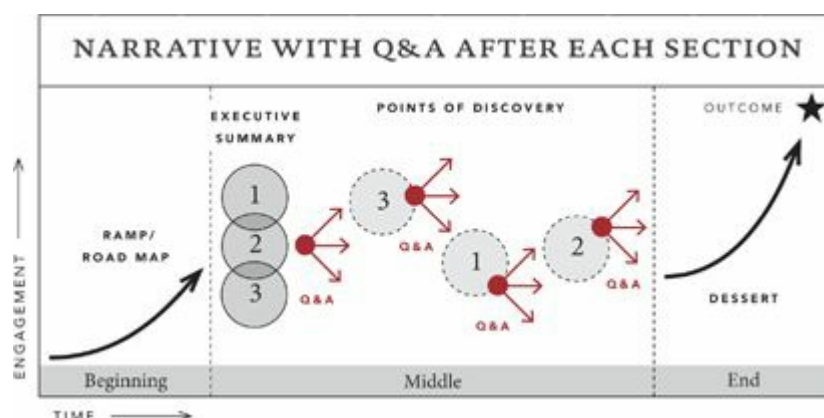 NARRATIVE WITH Q&A AFTER EACH SECTION
EXECUTIVE
SUMMARY
POINTS OF DISCOVERY
OUTCOME
1
2
3
Q&A
3
Q&A
1
Q&A
2
Q&A
RAMP/
ROAD MAP
DESSERT
ENGAGEMENT
Beginning
Middle
End
TIME